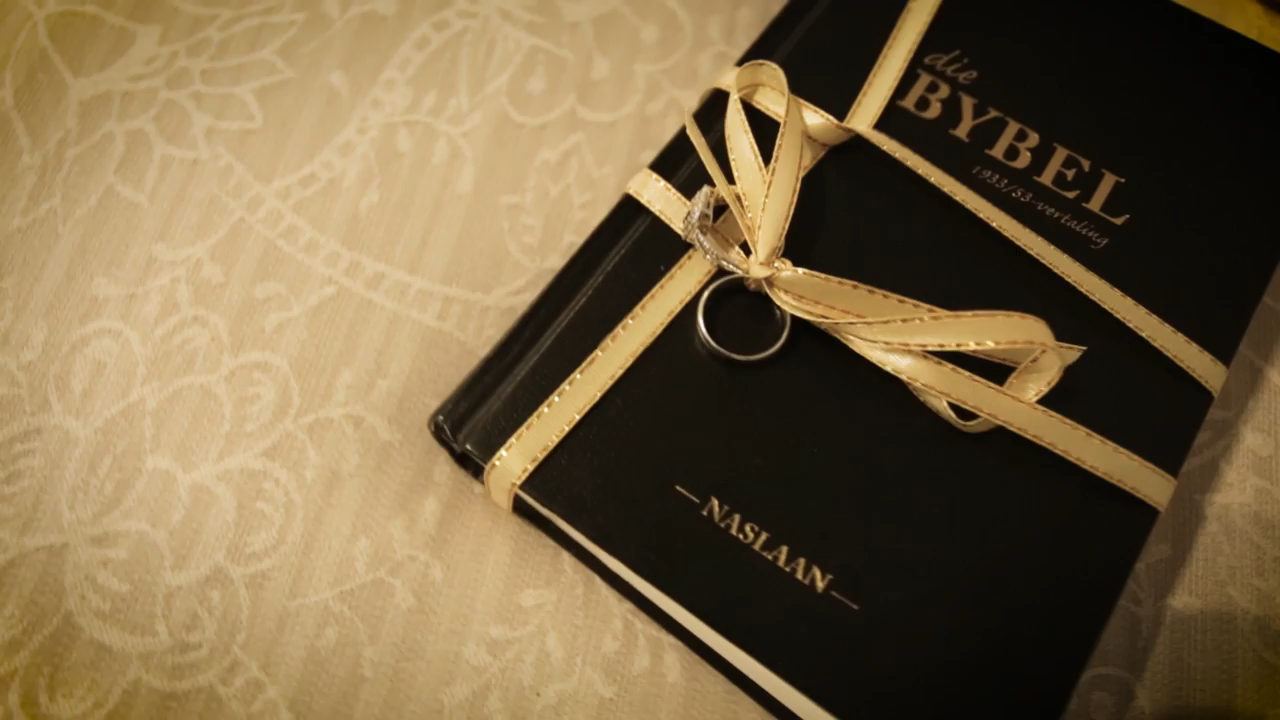 die
BYBEL
1933/53-vertaling
— NASLAAN —